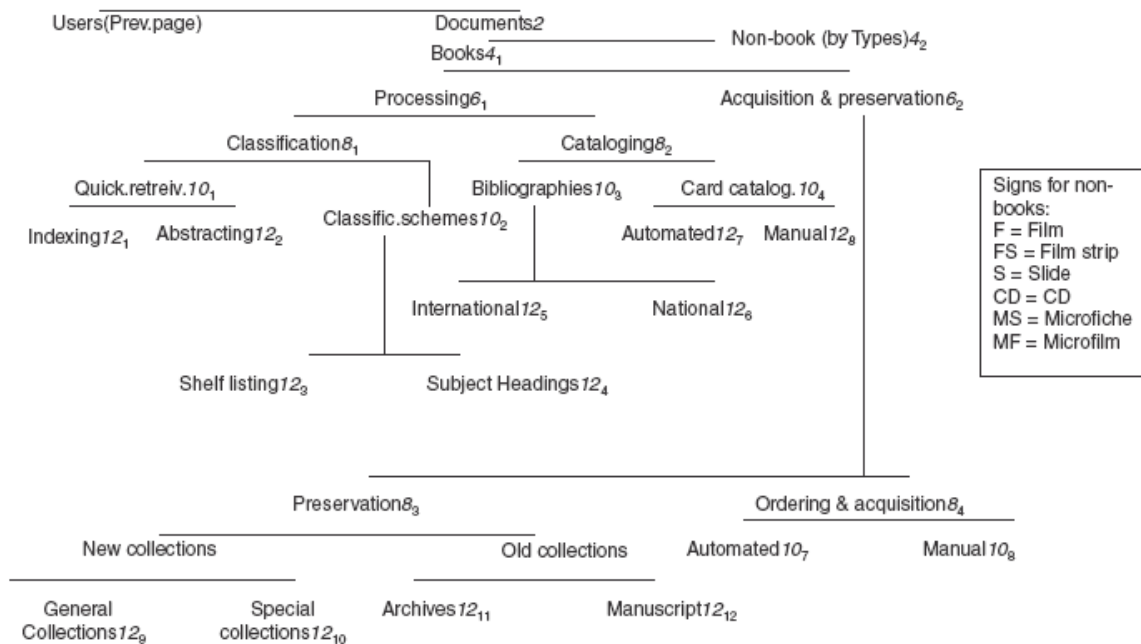 Users(Prev.page) Documents2
Non-book (by Types)4₂
Books4₁
Processing6₁ Acquisition & preservation6₂
Classification8₁ Cataloging8₂
Quick.retreiv.10₁ Bibliographies10₃ Card catalog.10₄
Indexing12₁ Abstracting12₂ Classific.schemes10₂ Automated12₇ Manual12₈
International12₅ National12₆
Shelf listing12₃ Subject Headings12₄
Signs for non-
books:
F = Film
FS = Film strip
S = Slide
CD = CD
MS = Microfiche
MF = Microfilm
Preservation8₃ Ordering & acquisition8₄
New collections Old collections Automated10₇ Manual10₈
General
Collections12₉
Special
collections12₁₀
Archives12₁₁ Manuscript12₁₂